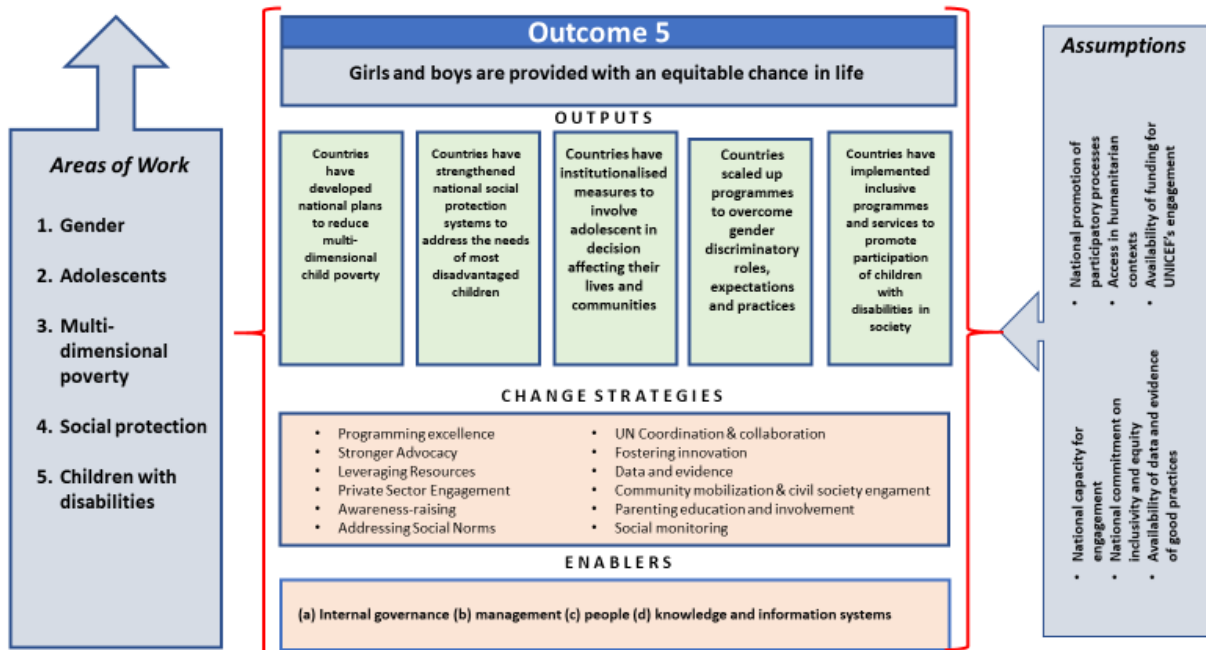 Areas of Work
1. Gender
2. Adolescents
3. Multi-
dimensional
poverty
4. Social protection
5. Children with
disabilities
Outcome 5
Girls and boys are provided with an equitable chance in life
OUTPUTS
Countries
have
developed
national plans
to reduce
multi-
dimensional
child poverty
Countries have
strengthened
national social
protection
systems to
address the needs
of most
disadvantaged
children
Countries have
institutionalised
measures to
involve
adolescent in
decision
affecting their
lives and
communities
Countries
scaled up
programmes
to overcome
gender
discriminatory
roles,
expectations
and practices
Countries have
implemented
inclusive
programmes
and services to
promote
participation
of children
with
disabilities in
society
CHANGE STRATEGIES
• Programming excellence
• Stronger Advocacy
• Leveraging Resources
• Private Sector Engagement
• Awareness-raising
• Addressing Social Norms
• UN Coordination & collaboration
• Fostering innovation
• Data and evidence
• Community mobilization & civil society engament
• Parenting education and involvement
• Social monitoring
ENABLERS
(a) Internal governance (b) management (c) people (d) knowledge and information systems
Assumptions
• National promotion of
participatory processes
• Access in humanitarian
contexts
• Availability of funding for
UNICEF's engagement
• National capacity for
engagement
• National commitment on
inclusivity and equity
• Availability of data and evidence
of good practices